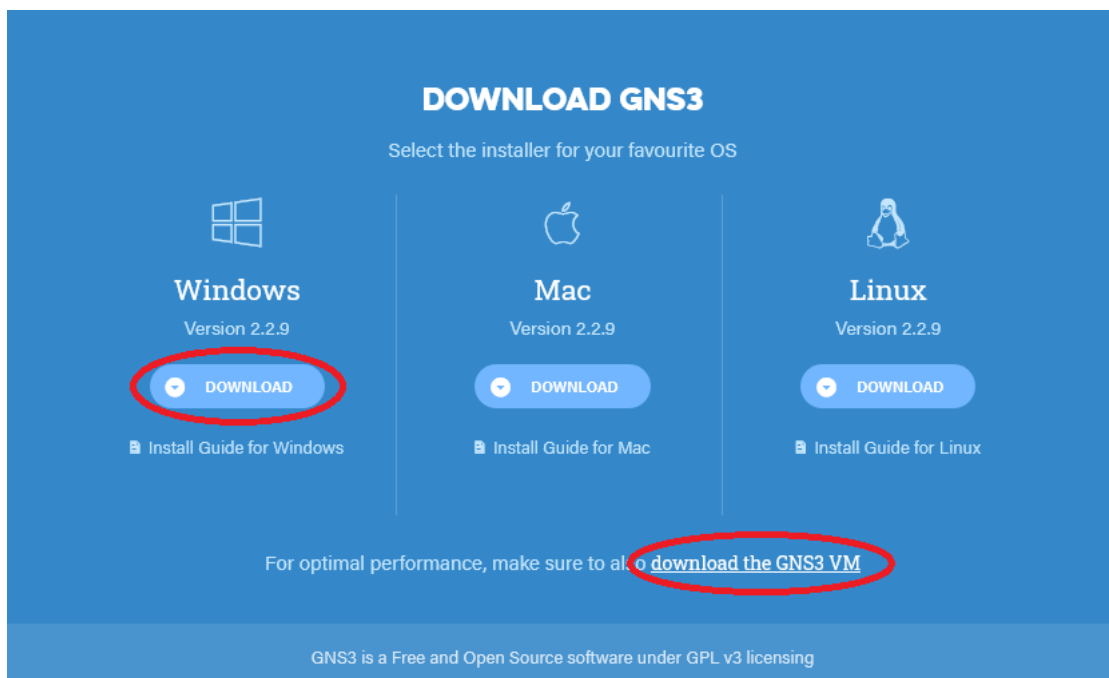 DOWNLOAD GNS3
Select the installer for your favourite OS
Windows
Version 2.2.9
DOWNLOAD
Install Guide for Windows
Mac
Version 2.2.9
DOWNLOAD
Install Guide for Mac
Linux
Version 2.2.9
DOWNLOAD
Install Guide for Linux
For optimal performance, make sure to also download the GNS3 VM
GNS3 is a Free and Open Source software under GPL v3 licensing